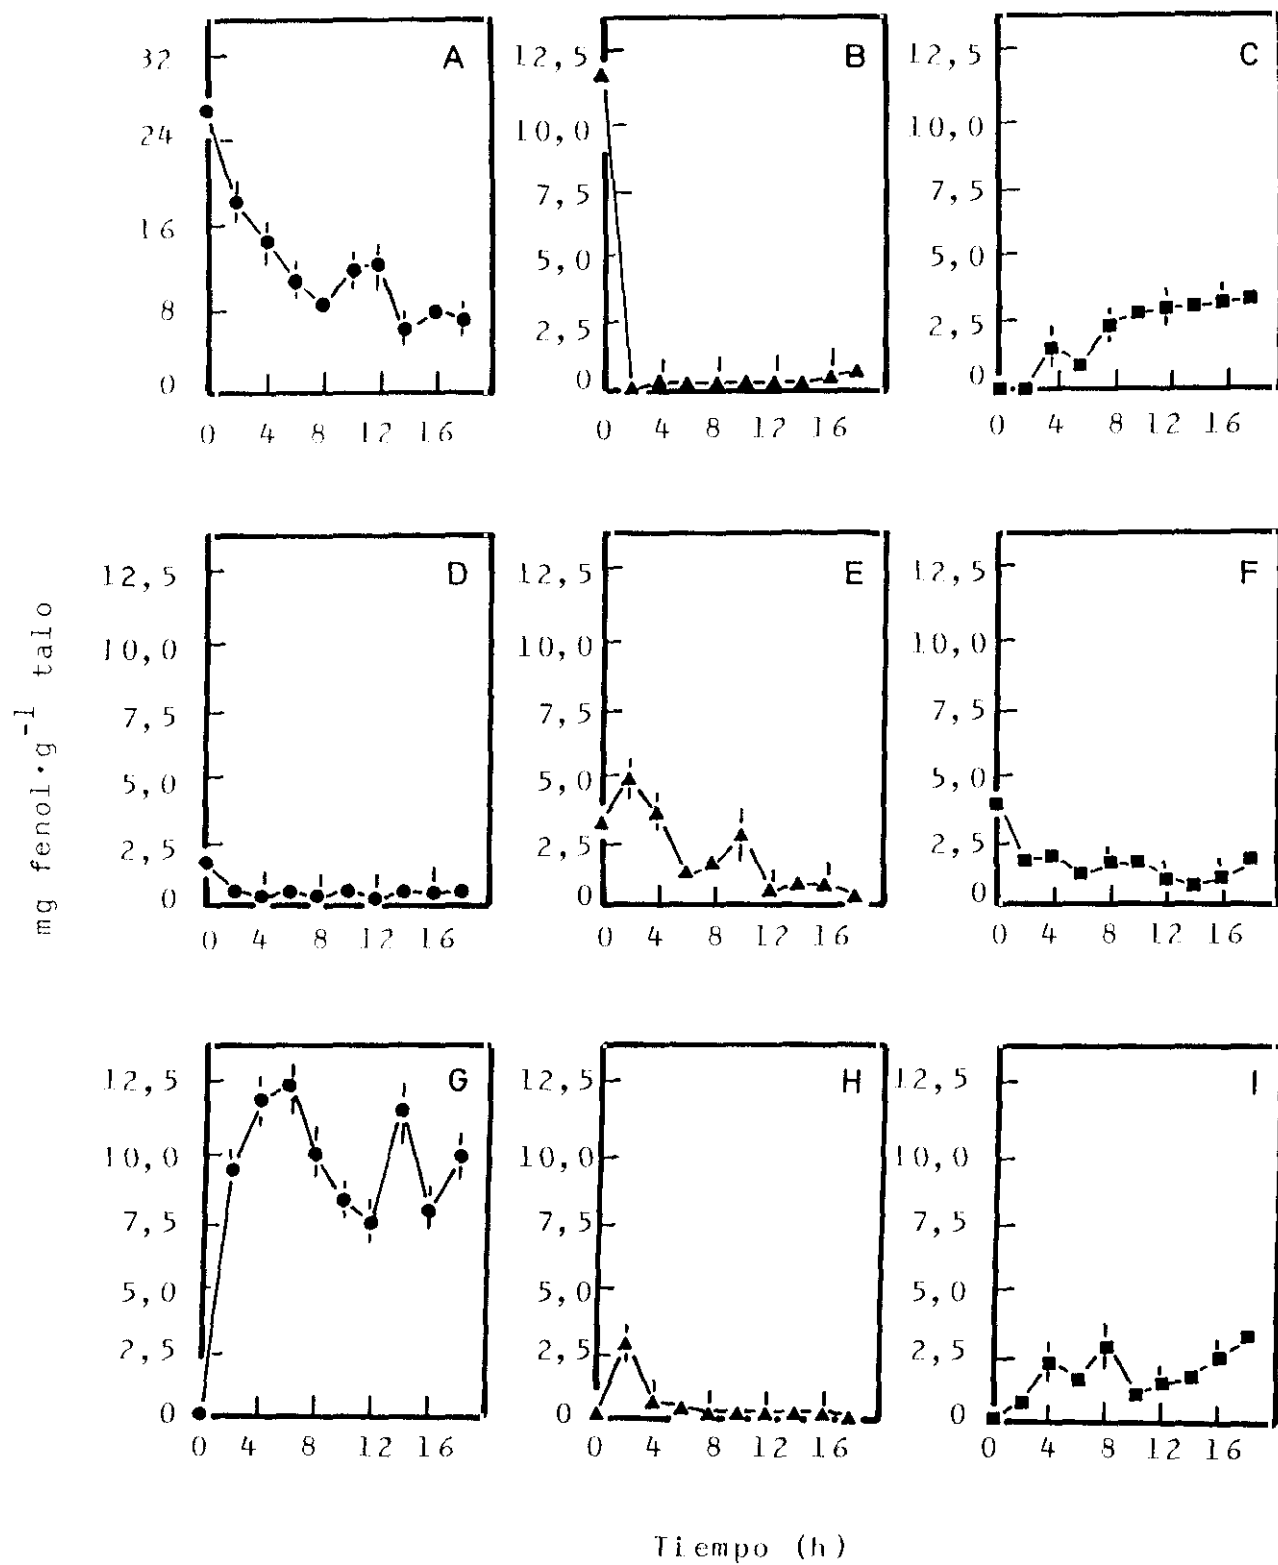 32 A 12,5 B 12,5 C
24 10,0 10,0
16 7,5 7,5
8 5,0 5,0
0 2,5 2,5
0 0
0 4 8 12 16 0 4 8 12 16 0 4 8 12 16
12,5 D 12,5 E 12,5 F
10,0 10,0 10,0
7,5 7,5 7,5
5,0 5,0 5,0
2,5 2,5 2,5
0 0 0
0 4 8 12 16 0 4 8 12 16 0 4 8 12 16
mg fenol·g⁻¹ talo
12,5 G 12,5 H 12,5 I
10,0 10,0 10,0
7,5 7,5 7,5
5,0 5,0 5,0
2,5 2,5 2,5
0 0 0
0 4 8 12 16 0 4 8 12 16 0 4 8 12 16
Tiempo (h)